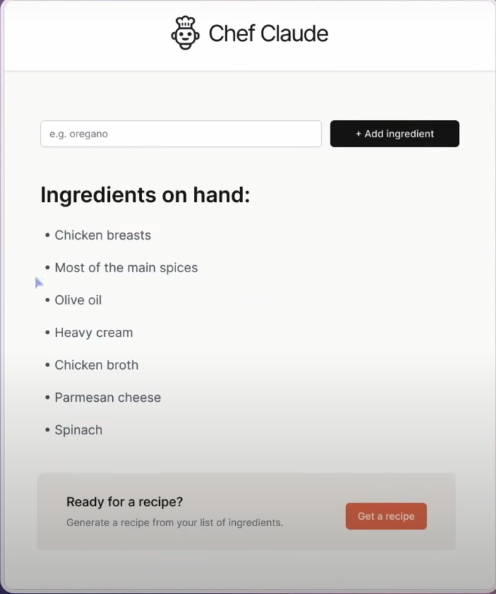 Chef Claude
e.g. oregano
+ Add ingredient
Ingredients on hand:
• Chicken breasts
• Most of the main spices
• Olive oil
• Heavy cream
• Chicken broth
• Parmesan cheese
• Spinach
Ready for a recipe?
Generate a recipe from your list of ingredients.
Get a recipe